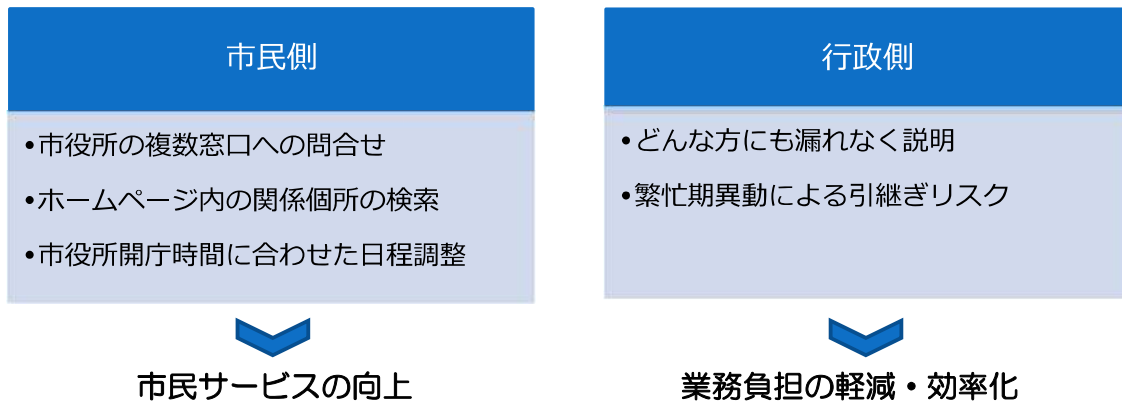 市民側
•市役所の複数窓口への問合せ
•ホームページ内の関係個所の検索
•市役所開庁時間に合わせた日程調整
市民サービスの向上
行政側
•どんな方にも漏れなく説明
•繁忙期異動による引継ぎリスク
業務負担の軽減・効率化